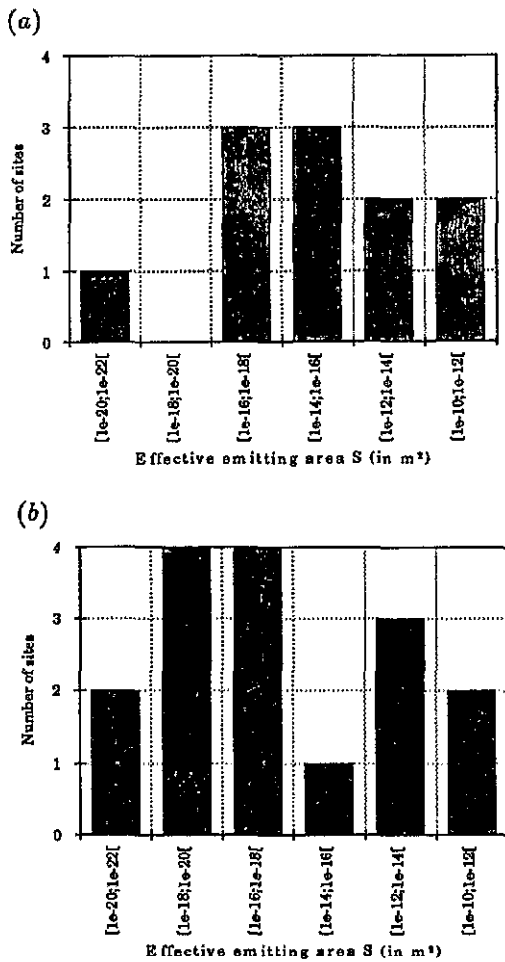 (a)
4
3
2
1
0
Number of sites
[1e-20;1e-22[
[1e-18;1e-20[
[1e-16;1e-18[
[1e-14;1e-16[
[1e-12;1e-14[
[1e-10;1e-12[
Effective emitting area S (in m²)
(b)
4
3
2
1
0
Number of sites
[1e-20;1e-22[
[1e-18;1e-20[
[1e-16;1e-18[
[1e-14;1e-16[
[1e-12;1e-14[
[1e-10;1e-12[
Effective emitting area S (in m²)